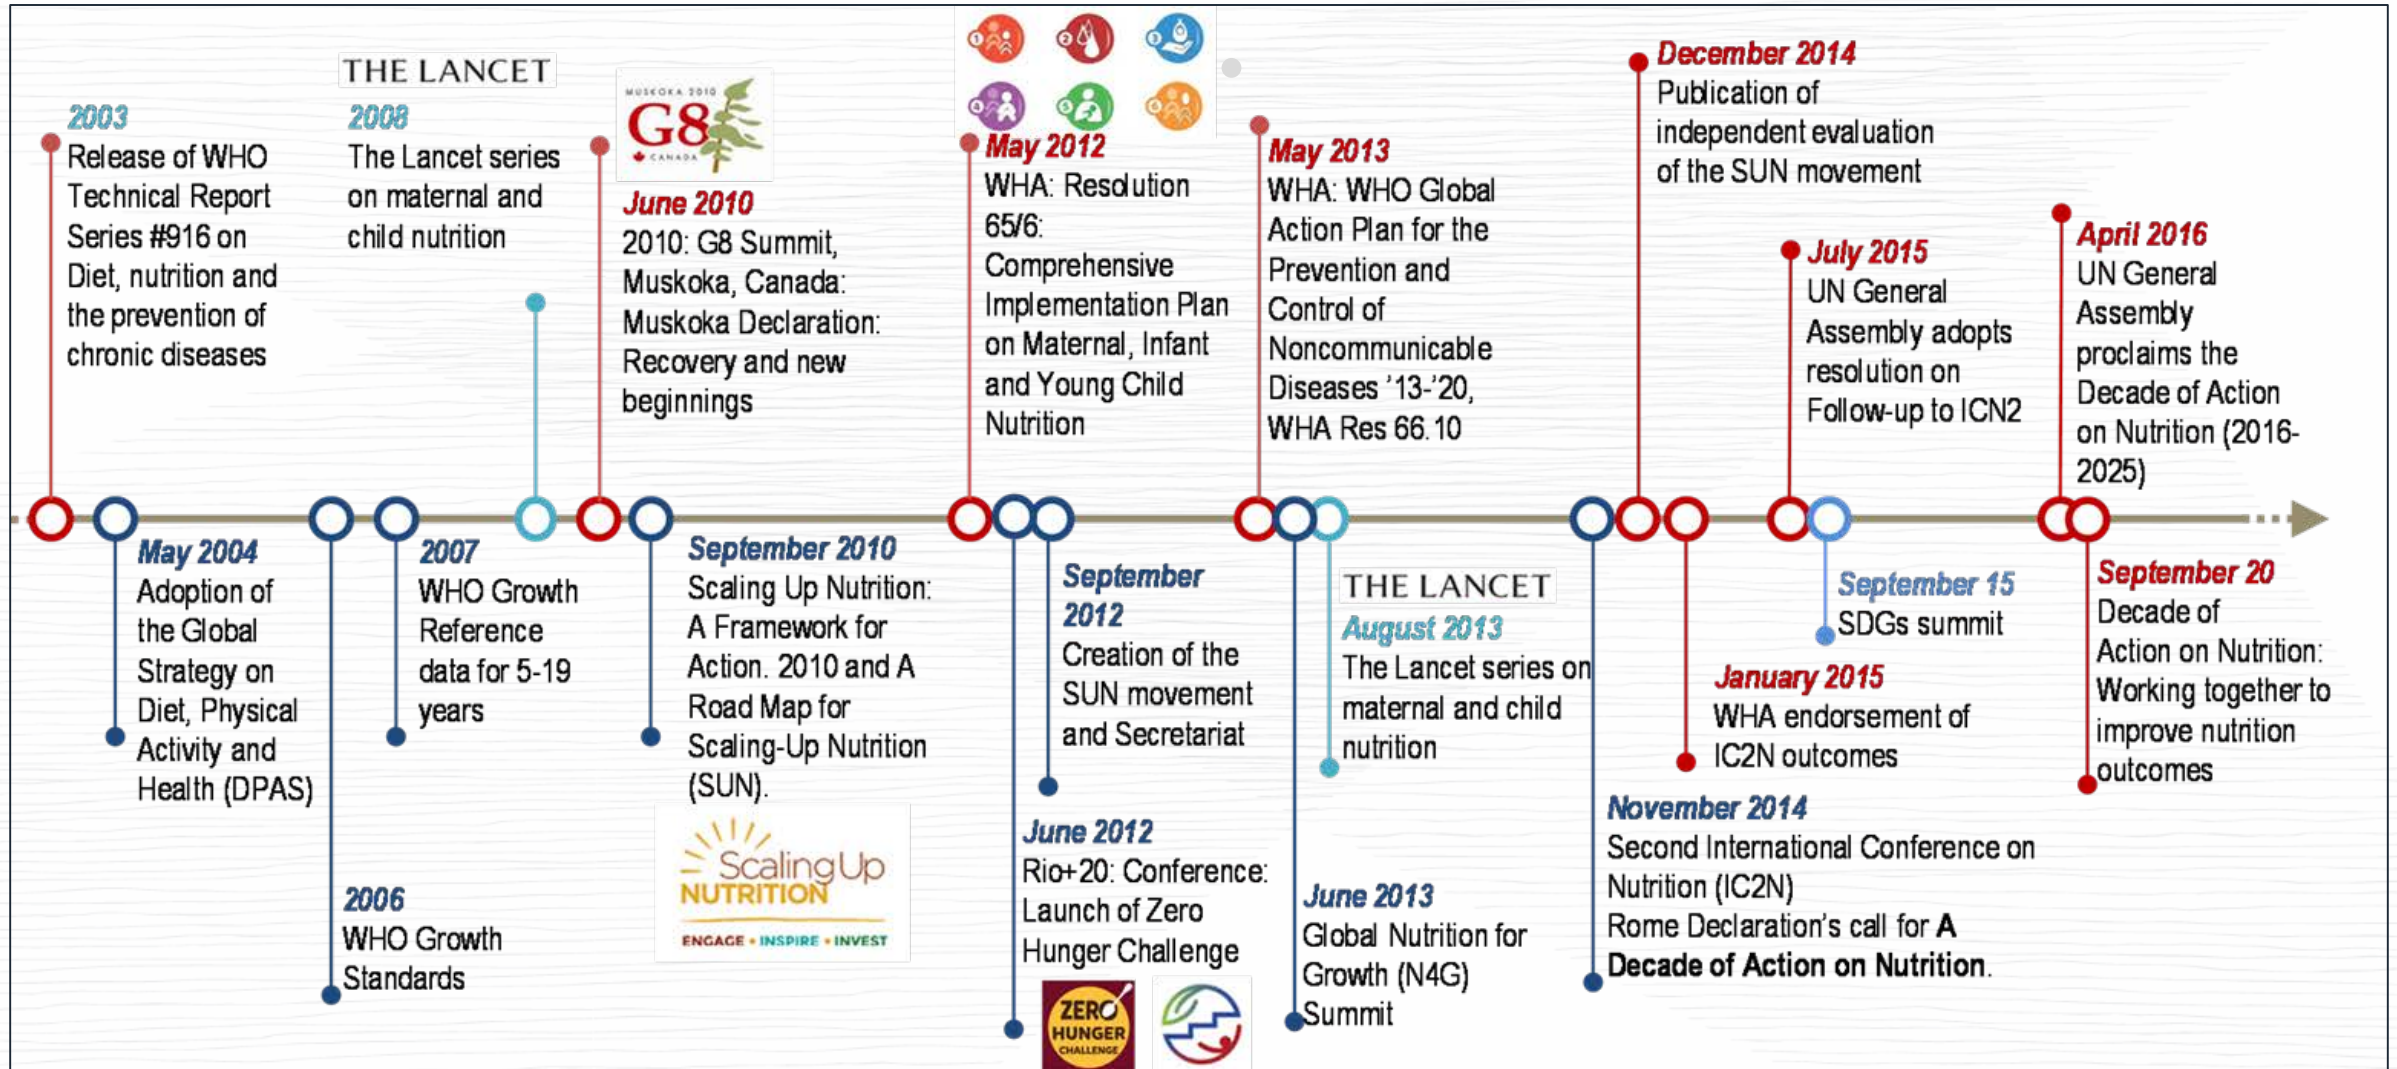 THE LANCET
2003
Release of WHO
Technical Report
Series #916 on
Diet, nutrition and
the prevention of
chronic diseases
2008
The Lancet series
on maternal and
child nutrition
MUSKOKA 2010
G8
CANADA
June 2010
2010: G8 Summit,
Muskoka, Canada:
Muskoka Declaration:
Recovery and new
beginnings
1
2
3
4
5
6
May 2012
WHA: Resolution
65/6:
Comprehensive
Implementation Plan
on Maternal, Infant
and Young Child
Nutrition
May 2013
WHA: WHO Global
Action Plan for the
Prevention and
Control of
Noncommunicable
Diseases '13-'20,
WHA Res 66.10
December 2014
Publication of
independent evaluation
of the SUN movement
July 2015
UN General
Assembly adopts
resolution on
Follow-up to ICN2
April 2016
UN General
Assembly
proclaims the
Decade of Action
on Nutrition (2016-
2025)
May 2004
Adoption of
the Global
Strategy on
Diet, Physical
Activity and
Health (DPAS)
2006
WHO Growth
Standards
2007
WHO Growth
Reference
data for 5-19
years
September 2010
Scaling Up Nutrition:
A Framework for
Action. 2010 and A
Road Map for
Scaling-Up Nutrition
(SUN).
Scaling Up
NUTRITION
ENGAGE • INSPIRE • INVEST
September
2012
Creation of the
SUN movement
and Secretariat
June 2012
Rio+20: Conference:
Launch of Zero
Hunger Challenge
ZERO
HUNGER
CHALLENGE
THE LANCET
August 2013
The Lancet series on
maternal and child
nutrition
June 2013
Global Nutrition for
Growth (N4G)
Summit
November 2014
Second International Conference on
Nutrition (IC2N)
Rome Declaration's call for A
Decade of Action on Nutrition.
January 2015
WHA endorsement of
IC2N outcomes
September 15
SDGs summit
September 20
Decade of
Action on Nutrition:
Working together to
improve nutrition
outcomes